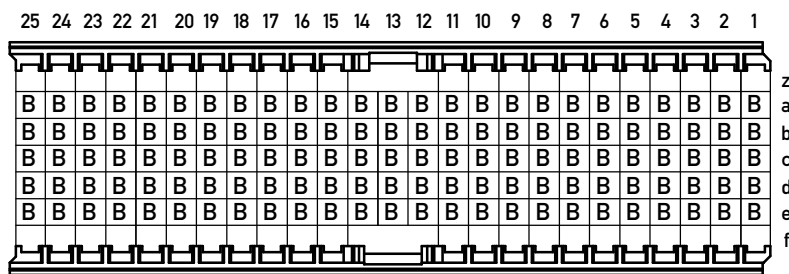 25 24 23 22 21 20 19 18 17 16 15 14 13 12 11 10 9 8 7 6 5 4 3 2 1
z
B B B B B B B B B B B B B B B B B B B B B B B B B a
B B B B B B B B B B B B B B B B B B B B B B B B B b
B B B B B B B B B B B B B B B B B B B B B B B B B c
B B B B B B B B B B B B B B B B B B B B B B B B B d
B B B B B B B B B B B B B B B B B B B B B B B B B e
f